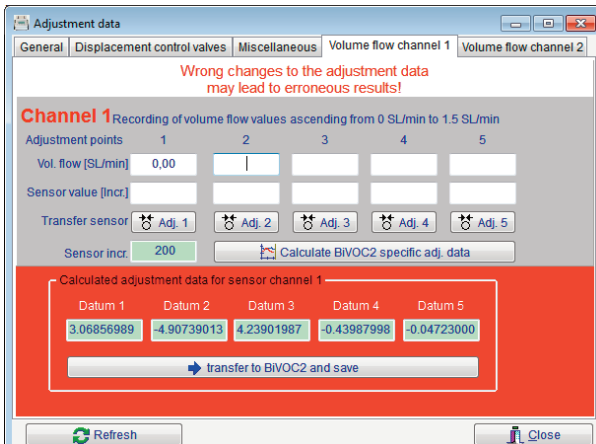 Adjustment data
General Displacement control valves Miscellaneous Volume flow channel 1 Volume flow channel 2
Wrong changes to the adjustment data
may lead to erroneous results!
Channel 1 Recording of volume flow values ascending from 0 SL/min to 1.5 SL/min
Adjustment points 1 2 3 4 5
Vol. flow [SL/min] 0,00
Sensor value [Incr.]
Transfer sensor Adj. 1 Adj. 2 Adj. 3 Adj. 4 Adj. 5
Sensor incr. 200 Calculate BiVOC2 specific adj. data
Calculated adjustment data for sensor channel 1
Datum 1 Datum 2 Datum 3 Datum 4 Datum 5
3.06856989 -4.90739013 4.23901987 -0.43987998 -0.04723000
transfer to BiVOC2 and save
Refresh Close